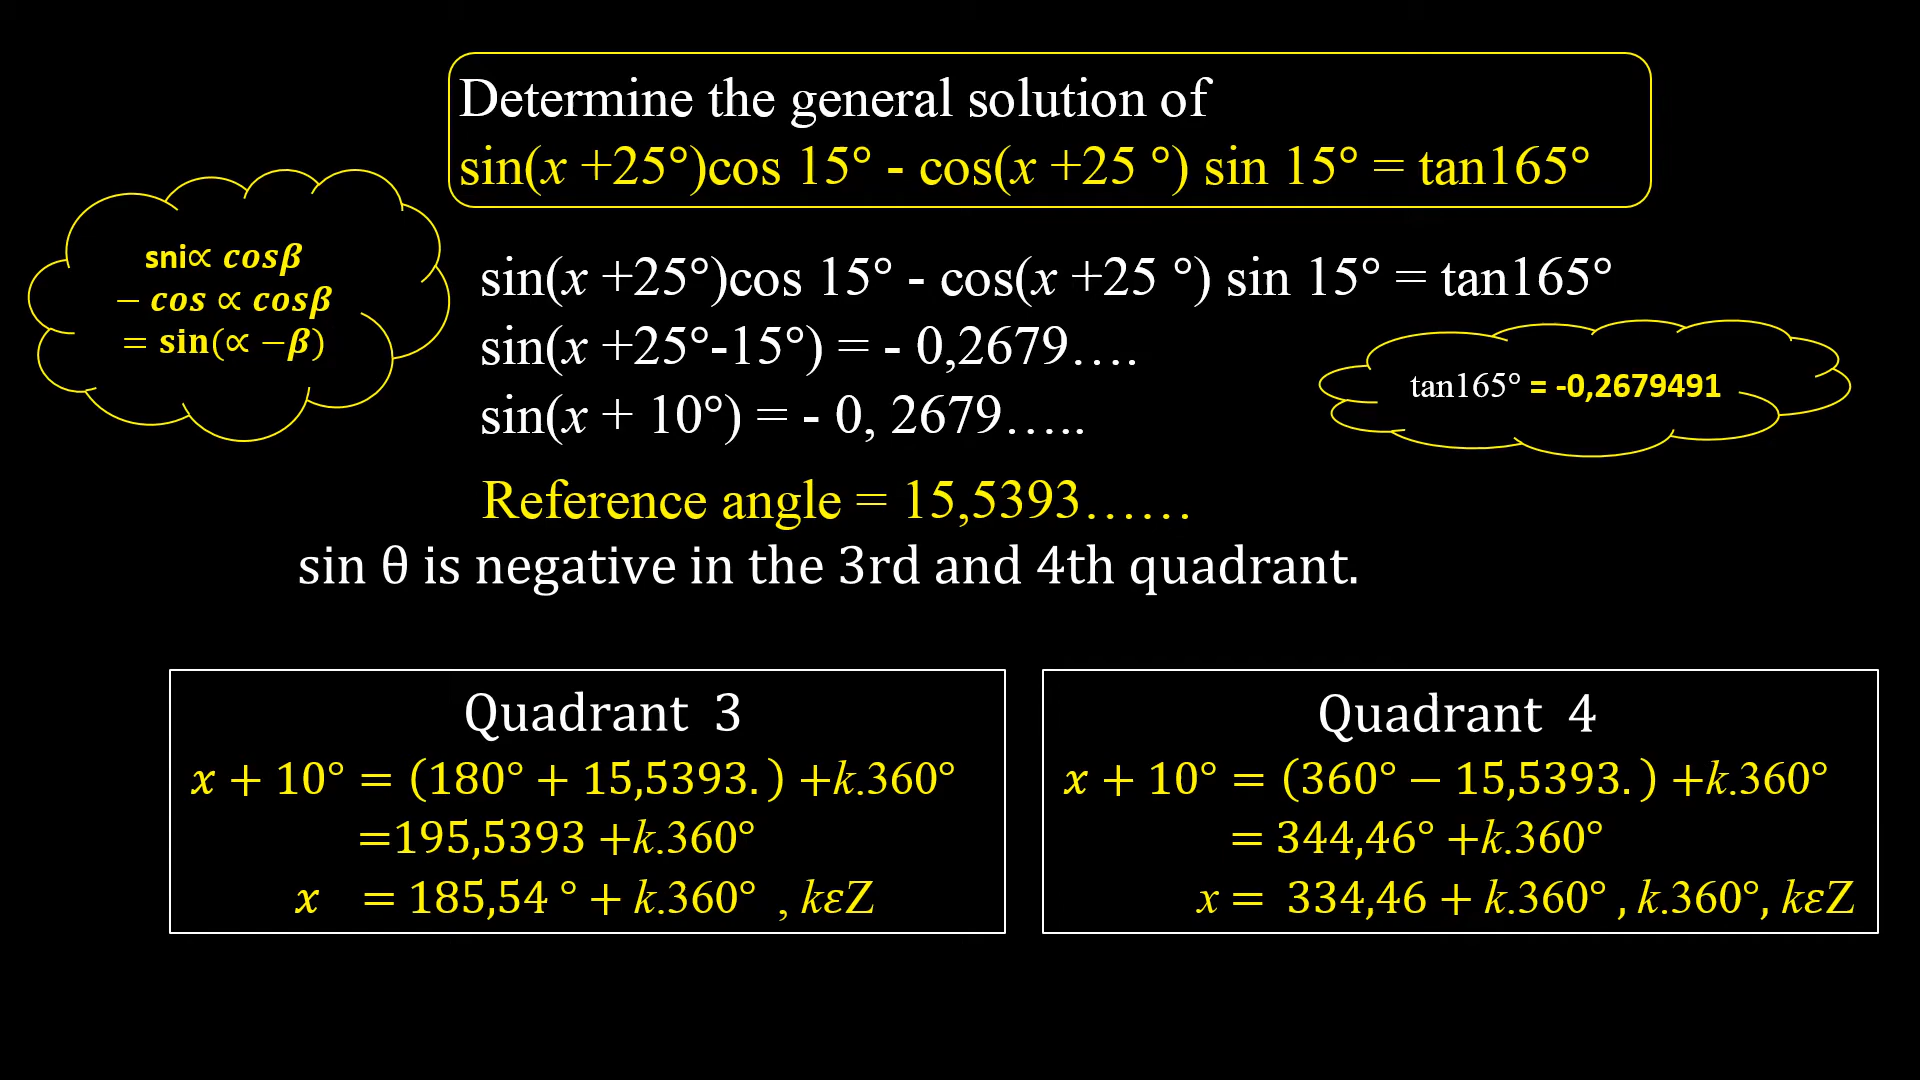 Determine the general solution of
sin(x +25°)cos 15° - cos(x +25 °) sin 15° = tan165°
sni∝ cosβ
− cos ∝ cosβ
= sin(∝ −β)
sin(x +25°)cos 15° - cos(x +25 °) sin 15° = tan165°
sin(x +25°-15°) = - 0,2679….
sin(x + 10°) = - 0, 2679…..
tan165° = -0,2679491
Reference angle = 15,5393……
sin θ is negative in the 3rd and 4th quadrant.
Quadrant 3
x + 10° = (180° + 15,5393. ) +k.360°
=195,5393 +k.360°
x = 185,54 ° + k.360° , kεZ
Quadrant 4
x + 10° = (360° − 15,5393. ) +k.360°
= 344,46° +k.360°
x = 334,46 + k.360° , k.360°, kεZ